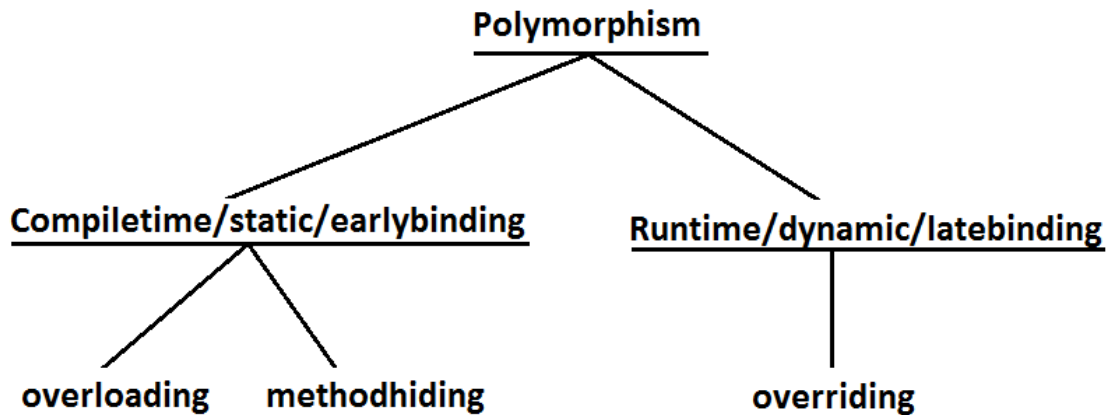 Polymorphism
Compiletime/static/earlybinding
Runtime/dynamic/latebinding
overloading
methodhiding
overriding